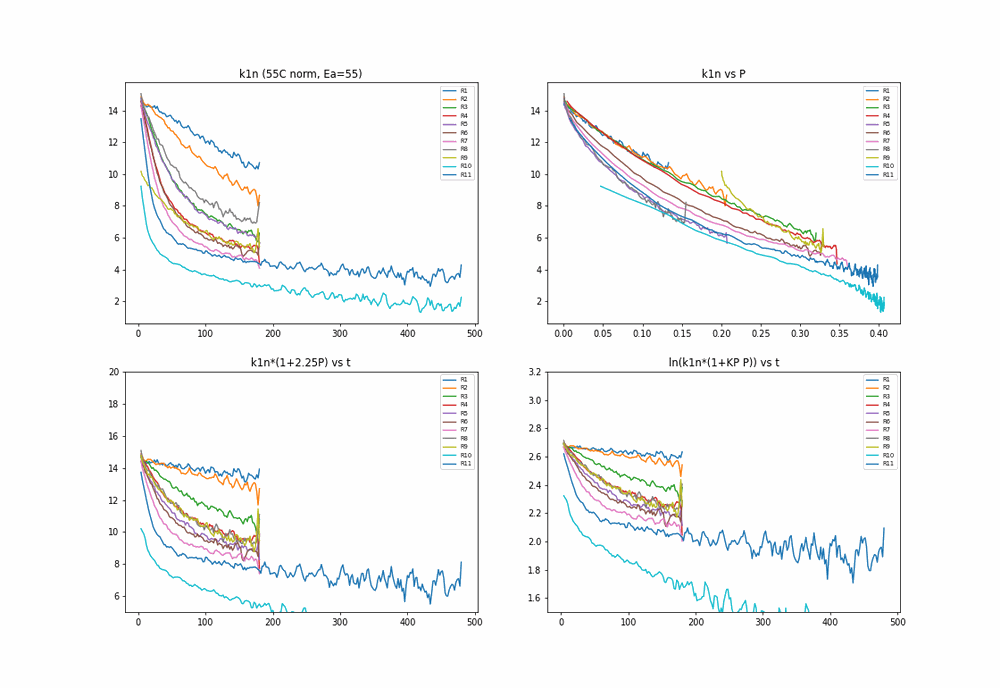 k1n (55C norm, Ea=55)
14
12
10
8
6
4
2
0
100
200
300
400
500
R1
R2
R3
R4
R5
R6
R7
R8
R9
R10
R11
k1n vs P
14
12
10
8
6
4
2
0.00
0.05
0.10
0.15
0.20
0.25
0.30
0.35
0.40
R1
R2
R3
R4
R5
R6
R7
R8
R9
R10
R11
k1n*(1+2.25P) vs t
20
18
16
14
12
10
8
6
0
100
200
300
400
500
R1
R2
R3
R4
R5
R6
R7
R8
R9
R10
R11
ln(k1n*(1+KP P)) vs t
3.2
3.0
2.8
2.6
2.4
2.2
2.0
1.8
1.6
0
100
200
300
400
500
R1
R2
R3
R4
R5
R6
R7
R8
R9
R10
R11